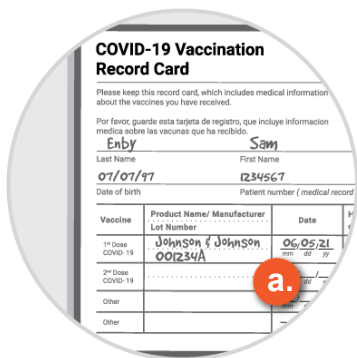 COVID-19 Vaccination
Record Card
Please keep this record card, which includes medical information
about the vaccines you have received.
Por favor, guarde esta tarjeta de registro, que incluye informacion
medica sobre las vacunas que ha recibido.
Enby Sam
Last Name First Name
07/07/97 1234567
Date of birth Patient number (medical record
Vaccine Product Name/ Manufacturer Date
Lot Number
1st Dose Johnson & Johnson 06/05/21
COVID-19 001234A mm dd yy
a.
2nd Dose
COVID-19 dd yy
Other
Other